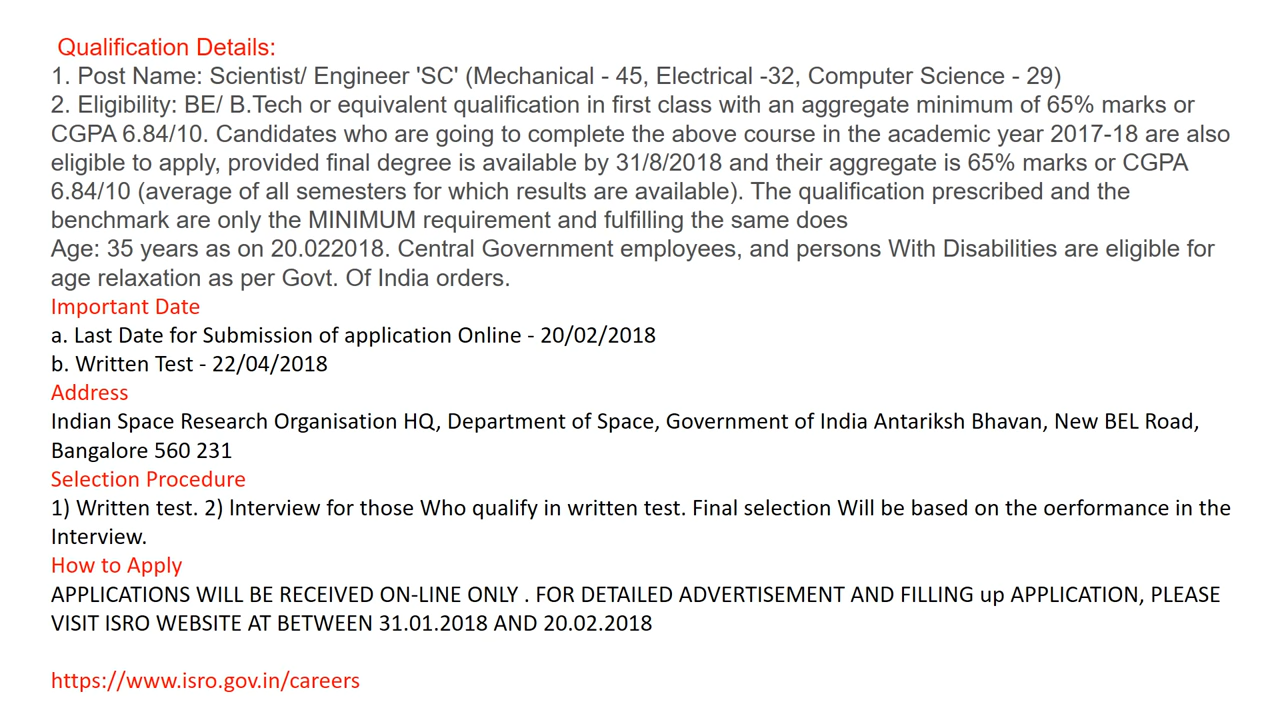 Qualification Details:
1. Post Name: Scientist/ Engineer 'SC' (Mechanical - 45, Electrical -32, Computer Science - 29)
2. Eligibility: BE/ B.Tech or equivalent qualification in first class with an aggregate minimum of 65% marks or
CGPA 6.84/10. Candidates who are going to complete the above course in the academic year 2017-18 are also
eligible to apply, provided final degree is available by 31/8/2018 and their aggregate is 65% marks or CGPA
6.84/10 (average of all semesters for which results are available). The qualification prescribed and the
benchmark are only the MINIMUM requirement and fulfilling the same does
Age: 35 years as on 20.022018. Central Government employees, and persons With Disabilities are eligible for
age relaxation as per Govt. Of India orders.
Important Date
a. Last Date for Submission of application Online - 20/02/2018
b. Written Test - 22/04/2018
Address
Indian Space Research Organisation HQ, Department of Space, Government of India Antariksh Bhavan, New BEL Road,
Bangalore 560 231
Selection Procedure
1) Written test. 2) lnterview for those Who qualify in written test. Final selection Will be based on the oerformance in the
Interview.
How to Apply
APPLICATIONS WILL BE RECEIVED ON-LINE ONLY . FOR DETAILED ADVERTISEMENT AND FILLING up APPLICATION, PLEASE
VISIT ISRO WEBSITE AT BETWEEN 31.01.2018 AND 20.02.2018
https://www.isro.gov.in/careers